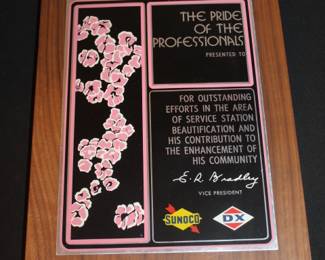 THE PRIDE
OF THE
PROFESSIONALS
PRESENTED TO
FOR OUTSTANDING
EFFORTS IN THE AREA
OF SERVICE STATION
BEAUTIFICATION AND
HIS CONTRIBUTION TO
THE ENHANCEMENT OF
HIS COMMUNITY
E. R. Bradley
VICE PRESIDENT
SUNOCO
DX